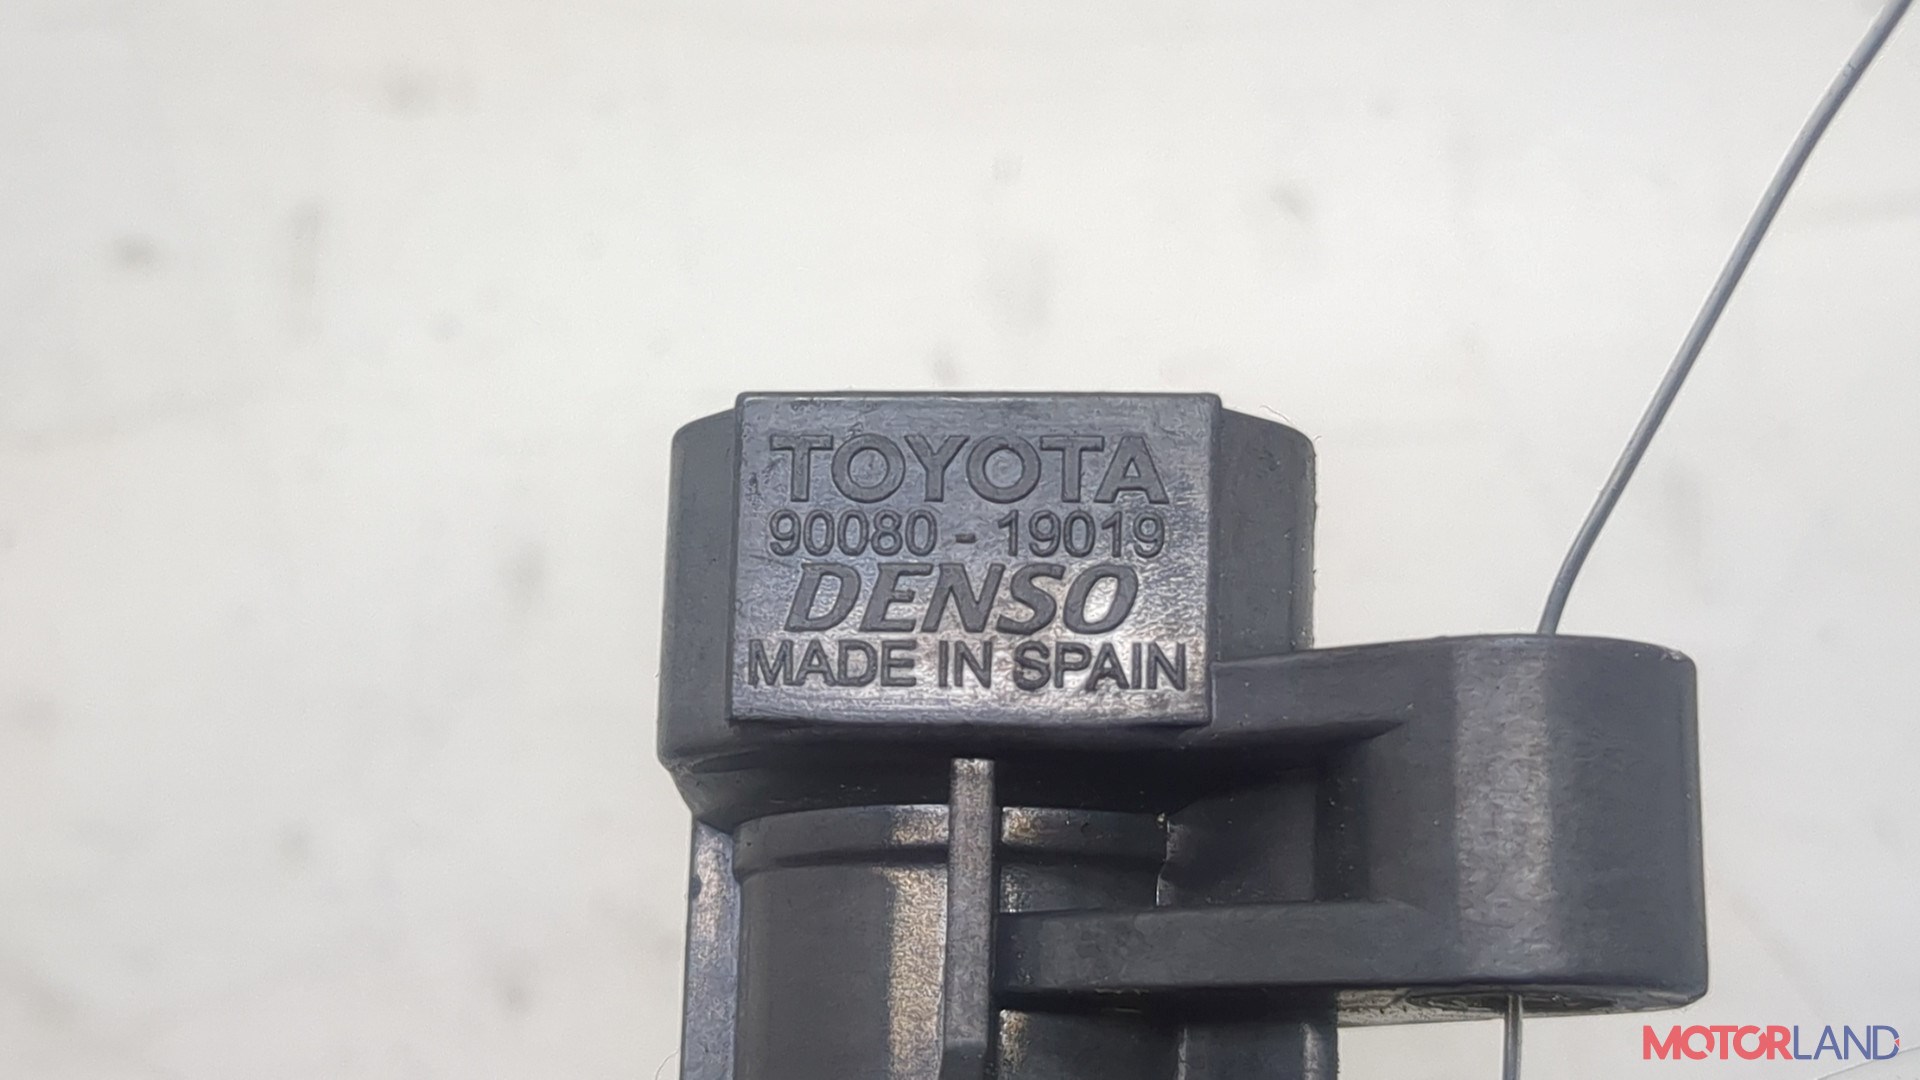 TOYOTA
90080 - 19019
DENSO
MADE IN SPAIN
MOTORLAND